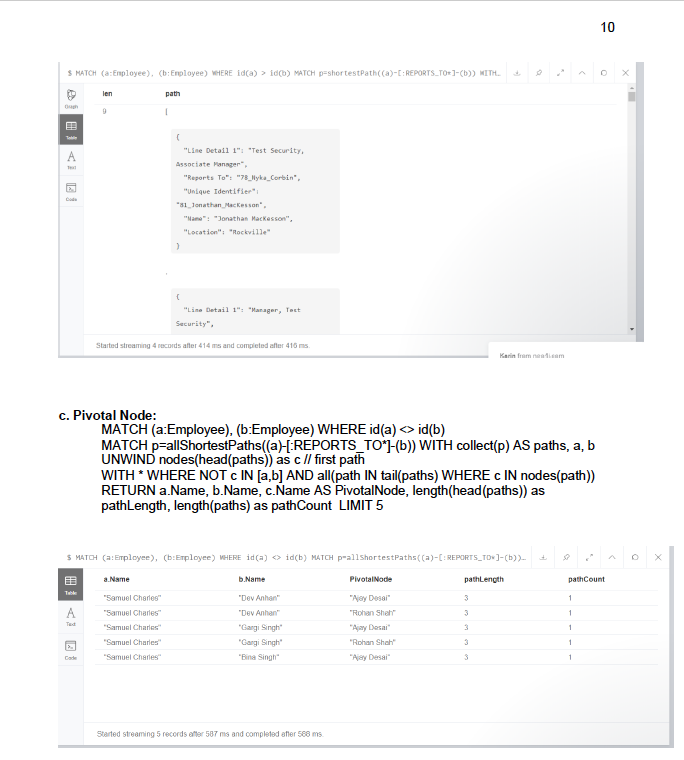 10
$ MATCH (a:Employee), (b:Employee) WHERE id(a) > id(b) MATCH p=shortestPath((a)-[:REPORTS_TO*]-(b)) WITH…
Graph
Table
Text
Code
len path
9 [
{
"Line Detail 1": "Test Security,
Associate Manager",
"Reports To": "78_Nyka_Corbin",
"Unique Identifier":
"81_Jonathan_MacKesson",
"Name": "Jonathan MacKesson",
"Location": "Rockville"
}
,
{
"Line Detail 1": "Manager, Test
Security",
Started streaming 4 records after 414 ms and completed after 416 ms.
Karin from
c. Pivotal Node:
MATCH (a:Employee), (b:Employee) WHERE id(a) <> id(b)
MATCH p=allShortestPaths((a)-[:REPORTS_TO*]-(b)) WITH collect(p) AS paths, a, b
UNWIND nodes(head(paths)) as c // first path
WITH * WHERE NOT c IN [a,b] AND all(path IN tail(paths) WHERE c IN nodes(path))
RETURN a.Name, b.Name, c.Name AS PivotalNode, length(head(paths)) as
pathLength, length(paths) as pathCount LIMIT 5
$ MATCH (a:Employee), (b:Employee) WHERE id(a) <> id(b) MATCH p=allShortestPaths((a)-[:REPORTS_TO*]-(b))…
Table
Text
Code
a.Name b.Name PivotalNode pathLength pathCount
"Samuel Charles" "Dev Anhan" "Ajay Desai" 3 1
"Samuel Charles" "Dev Anhan" "Rohan Shah" 3 1
"Samuel Charles" "Gargi Singh" "Ajay Desai" 3 1
"Samuel Charles" "Gargi Singh" "Rohan Shah" 3 1
"Samuel Charles" "Bina Singh" "Ajay Desai" 3 1
Started streaming 5 records after 587 ms and completed after 588 ms.